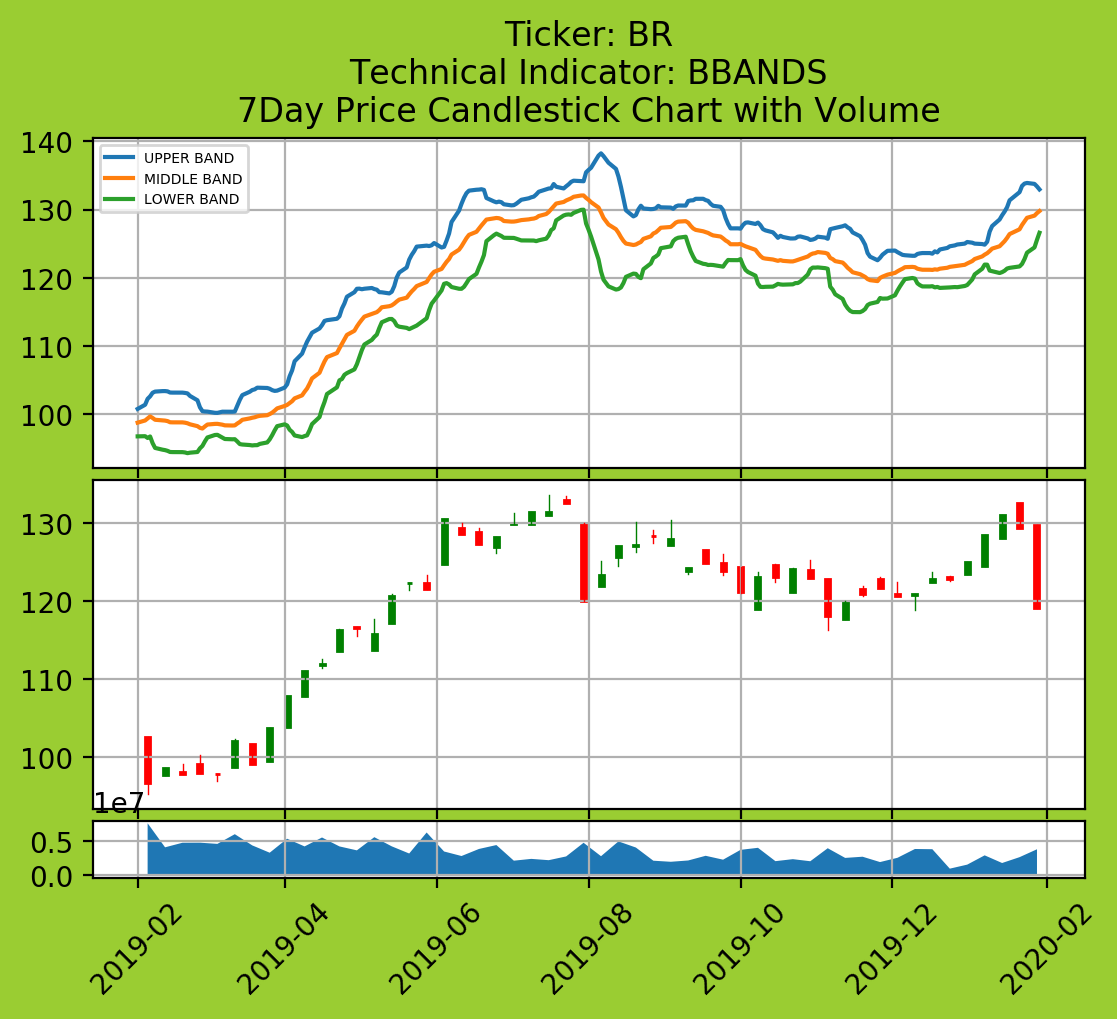 Ticker: BR
Technical Indicator: BBANDS
7Day Price Candlestick Chart with Volume
140
130
120
110
100
UPPER BAND
MIDDLE BAND
LOWER BAND
130
120
110
100
1e7
0.5
0.0
2019-02
2019-04
2019-06
2019-08
2019-10
2019-12
2020-02